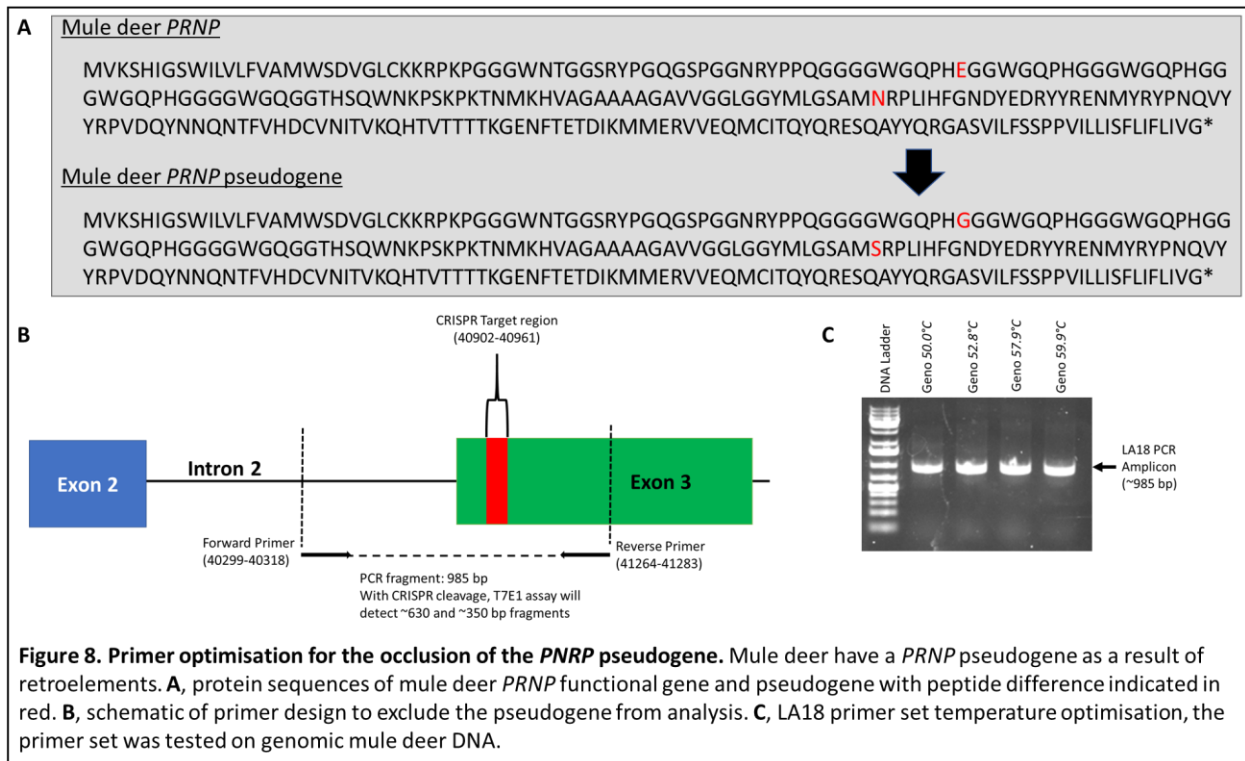 A
Mule deer PRNP
MVKSHIGSWILVLFVAMWSDVGLCKKRPKPGGGWNTGGSRYPGQGSPGGNRYPPQGGGGWGQPHEGGWGQPHGGGWGQPHGG
GWGQPHGGGGWGQGGTHSQWNKPSKPKTNMKHVAGAAAAGAVVGGLGGYMLGSAMNRPLIHFGNDYEDRYYRENMYRYPNQVY
YRPVDQYNNQNTFVHDCVNITVKQHTVTTTTKGENFTETDIKMMERVVEQMCITQYQRESQAYYQRGASVILFSSPPVILLISFLIFLIVG*
Mule deer PRNP pseudogene
MVKSHIGSWILVLFVAMWSDVGLCKKRPKPGGGWNTGGSRYPGQGSPGGNRYPPQGGGGWGQPHGGGWGQPHGGGWGQPHGG
GWGQPHGGGGWGQGGTHSQWNKPSKPKTNMKHVAGAAAAGAVVGGLGGYMLGSAMSRPLIHFGNDYEDRYYRENMYRYPNQVY
YRPVDQYNNQNTFVHDCVNITVKQHTVTTTTKGENFTETDIKMMERVVEQMCITQYQRESQAYYQRGASVILFSSPPVILLISFLIFLIVG*
B
CRISPR Target region
(40902-40961)
Exon 2
Intron 2
Exon 3
Forward Primer
(40299-40318)
Reverse Primer
(41264-41283)
PCR fragment: 985 bp
With CRISPR cleavage, T7E1 assay will
detect ~630 and ~350 bp fragments
C
DNA Ladder
Geno 50.0°C
Geno 52.8°C
Geno 57.9°C
Geno 59.9°C
LA18 PCR
Amplicon
(~985 bp)
Figure 8. Primer optimisation for the occlusion of the PNRP pseudogene. Mule deer have a PRNP pseudogene as a result of
retroelements. A, protein sequences of mule deer PRNP functional gene and pseudogene with peptide difference indicated in
red. B, schematic of primer design to exclude the pseudogene from analysis. C, LA18 primer set temperature optimisation, the
primer set was tested on genomic mule deer DNA.